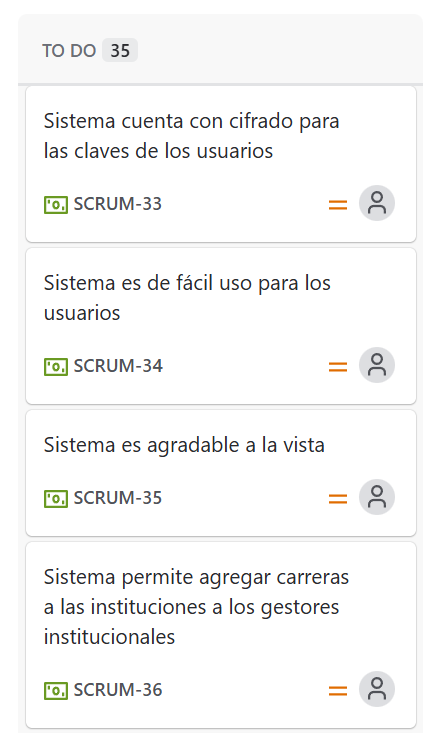 TO DO 35
Sistema cuenta con cifrado para
las claves de los usuarios
SCRUM-33
Sistema es de fácil uso para los
usuarios
SCRUM-34
Sistema es agradable a la vista
SCRUM-35
Sistema permite agregar carreras
a las instituciones a los gestores
institucionales
SCRUM-36